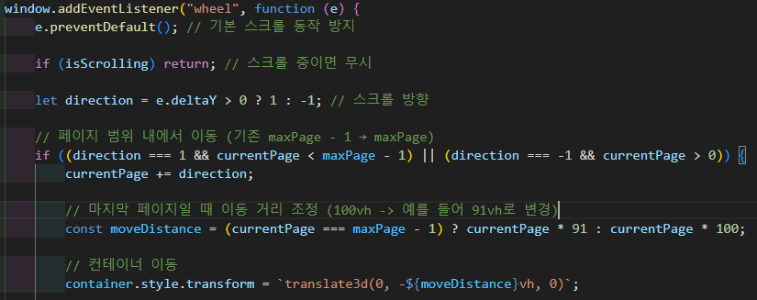 window.addEventListener("wheel", function (e) {
e.preventDefault(); // 기본 스크롤 동작 방지
if (isScrolling) return; // 스크롤 중이면 무시
let direction = e.deltaY > 0 ? 1 : -1; // 스크롤 방향
// 페이지 범위 내에서 이동 (기존 maxPage - 1 → maxPage)
if ((direction === 1 && currentPage < maxPage - 1) || (direction === -1 && currentPage > 0)) {
currentPage += direction;
// 마지막 페이지일 때 이동 거리 조정 (100vh -> 예를 들어 91vh로 변경)
const moveDistance = (currentPage === maxPage - 1) ? currentPage * 91 : currentPage * 100;
// 컨테이너 이동
container.style.transform = `translate3d(0, -${moveDistance}vh, 0)`;